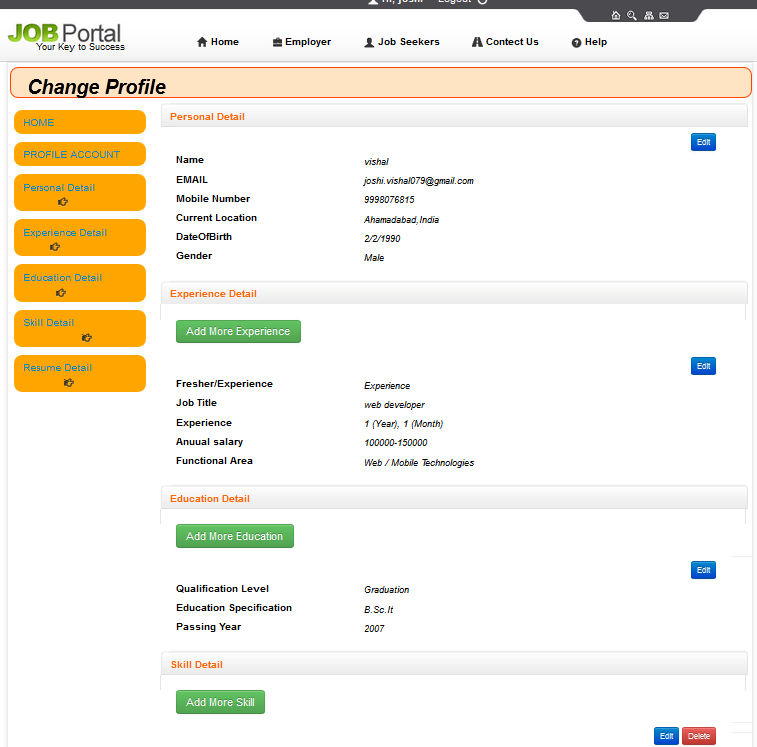 Hi, joshi Logout
JOB Portal
Your Key to Success
Home Employer Job Seekers Contact Us Help
Change Profile
HOME
PROFILE ACCOUNT
Personal Detail
Experience Detail
Education Detail
Skill Detail
Resume Detail
Personal Detail
Edit
Name vishal
EMAIL joshi.vishal079@gmail.com
Mobile Number 9998076815
Current Location Ahamadabad,India
DateOfBirth 2/2/1990
Gender Male
Experience Detail
Add More Experience
Edit
Fresher/Experience Experience
Job Title web developer
Experience 1 (Year), 1 (Month)
Anuual salary 100000-150000
Functional Area Web / Mobile Technologies
Education Detail
Add More Education
Edit
Qualification Level Graduation
Education Specification B.Sc.It
Passing Year 2007
Skill Detail
Add More Skill
Edit Delete